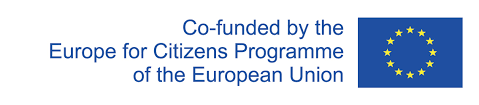 Co-funded by the
Europe for Citizens Programme
of the European Union